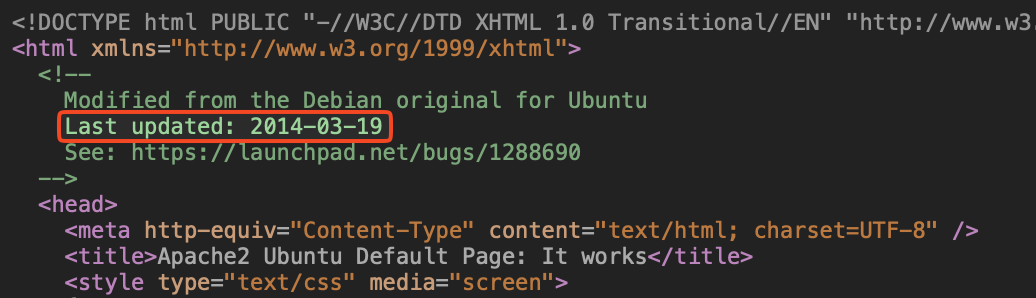 <!DOCTYPE html PUBLIC "-//W3C//DTD XHTML 1.0 Transitional//EN" "http://www.w3.
<html xmlns="http://www.w3.org/1999/xhtml">
<!--
Modified from the Debian original for Ubuntu
Last updated: 2014-03-19
See: https://launchpad.net/bugs/1288690
-->
<head>
<meta http-equiv="Content-Type" content="text/html; charset=UTF-8" />
<title>Apache2 Ubuntu Default Page: It works</title>
<style type="text/css" media="screen">